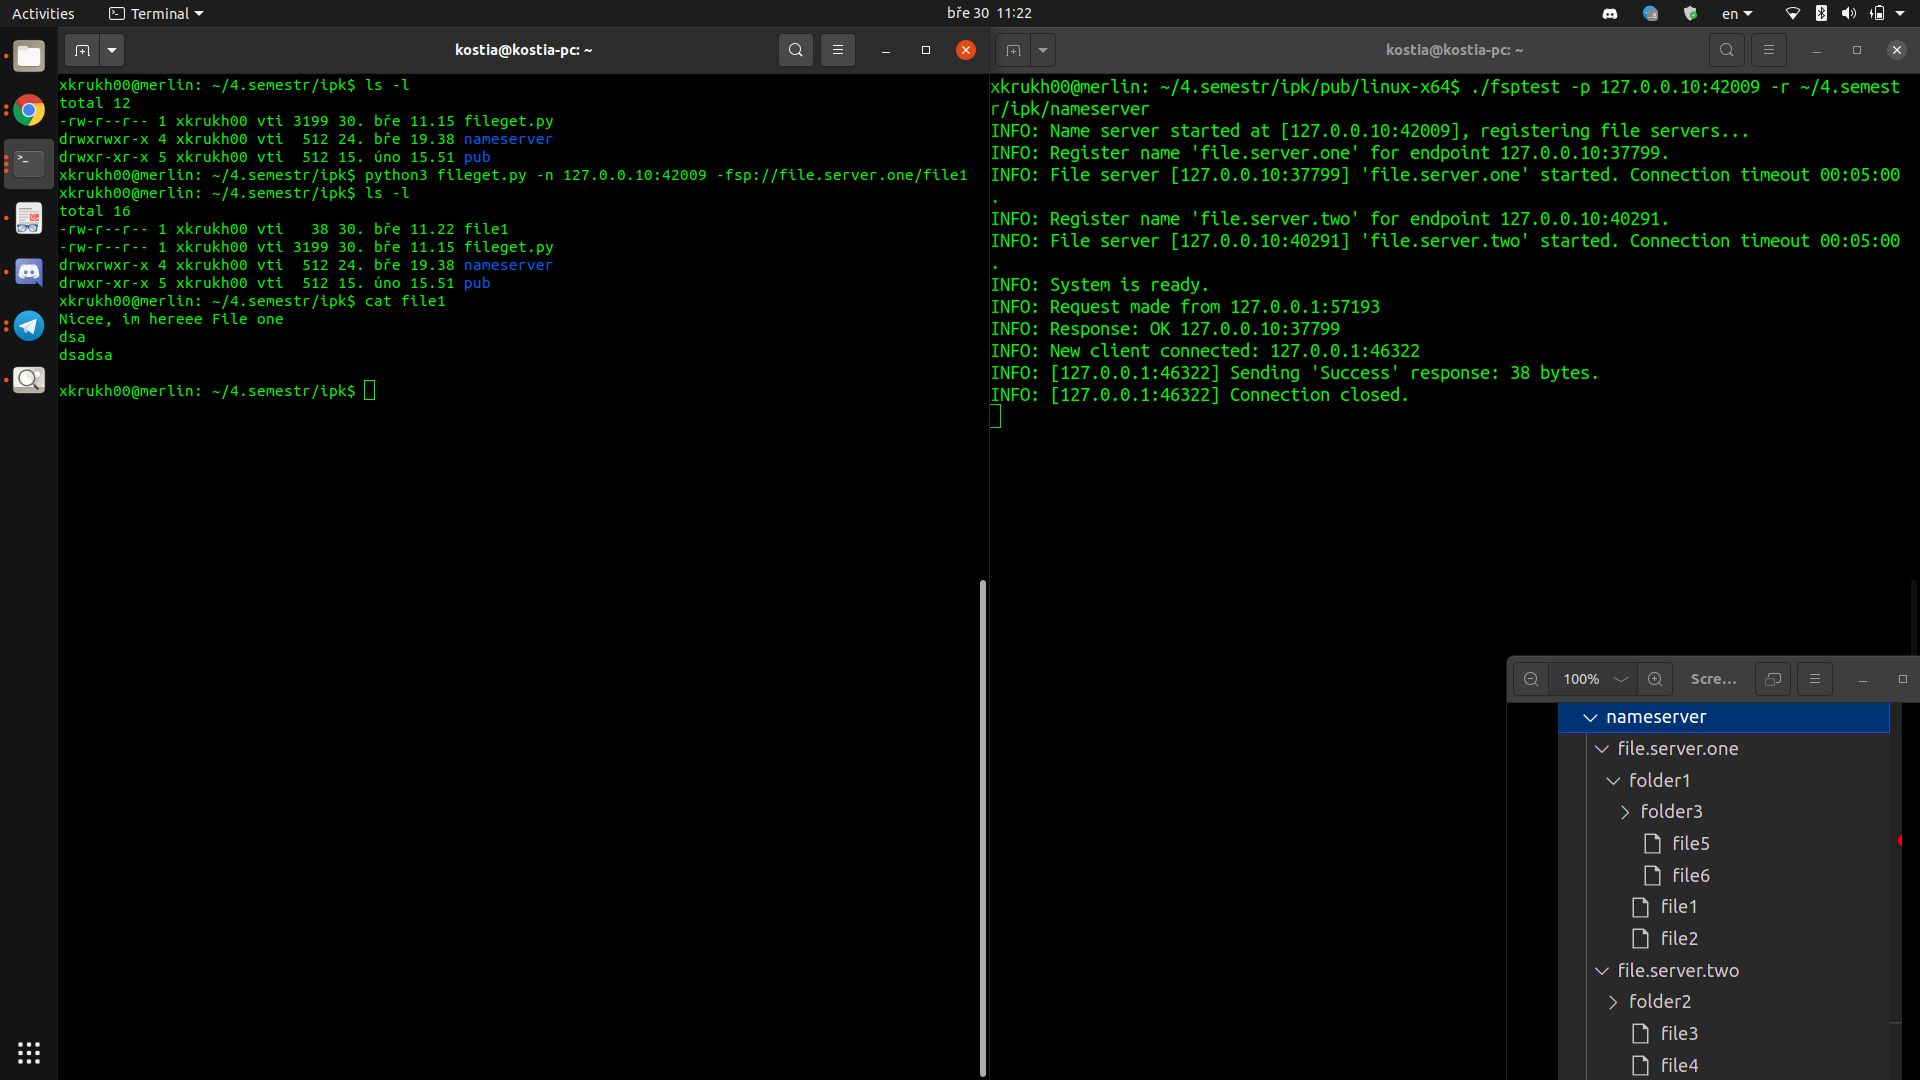 Activities
Terminal
bře 30 11:22
en
kostia@kostia-pc: ~
xkrukh00@merlin: ~/4.semestr/ipk$ ls -l
total 12
-rw-r--r-- 1 xkrukh00 vti 3199 30. bře 11.15 fileget.py
drwxrwxr-x 4 xkrukh00 vti  512 24. bře 19.38 nameserver
drwxr-xr-x 5 xkrukh00 vti  512 15. úno 15.51 pub
xkrukh00@merlin: ~/4.semestr/ipk$ python3 fileget.py -n 127.0.0.10:42009 -fsp://file.server.one/file1
xkrukh00@merlin: ~/4.semestr/ipk$ ls -l
total 16
-rw-r--r-- 1 xkrukh00 vti   38 30. bře 11.22 file1
-rw-r--r-- 1 xkrukh00 vti 3199 30. bře 11.15 fileget.py
drwxrwxr-x 4 xkrukh00 vti  512 24. bře 19.38 nameserver
drwxr-xr-x 5 xkrukh00 vti  512 15. úno 15.51 pub
xkrukh00@merlin: ~/4.semestr/ipk$ cat file1
Nicee, im hereee File one
dsa
dsadsa
xkrukh00@merlin: ~/4.semestr/ipk$
kostia@kostia-pc: ~
xkrukh00@merlin: ~/4.semestr/ipk/pub/linux-x64$ ./fsptest -p 127.0.0.10:42009 -r ~/4.semest
r/ipk/nameserver
INFO: Name server started at [127.0.0.10:42009], registering file servers...
INFO: Register name 'file.server.one' for endpoint 127.0.0.10:37799.
INFO: File server [127.0.0.10:37799] 'file.server.one' started. Connection timeout 00:05:00
.
INFO: Register name 'file.server.two' for endpoint 127.0.0.10:40291.
INFO: File server [127.0.0.10:40291] 'file.server.two' started. Connection timeout 00:05:00
.
INFO: System is ready.
INFO: Request made from 127.0.0.1:57193
INFO: Response: OK 127.0.0.10:37799
INFO: New client connected: 127.0.0.1:46322
INFO: [127.0.0.1:46322] Sending 'Success' response: 38 bytes.
INFO: [127.0.0.1:46322] Connection closed.
100%
Scre...
nameserver
file.server.one
folder1
folder3
file5
file6
file1
file2
file.server.two
folder2
file3
file4